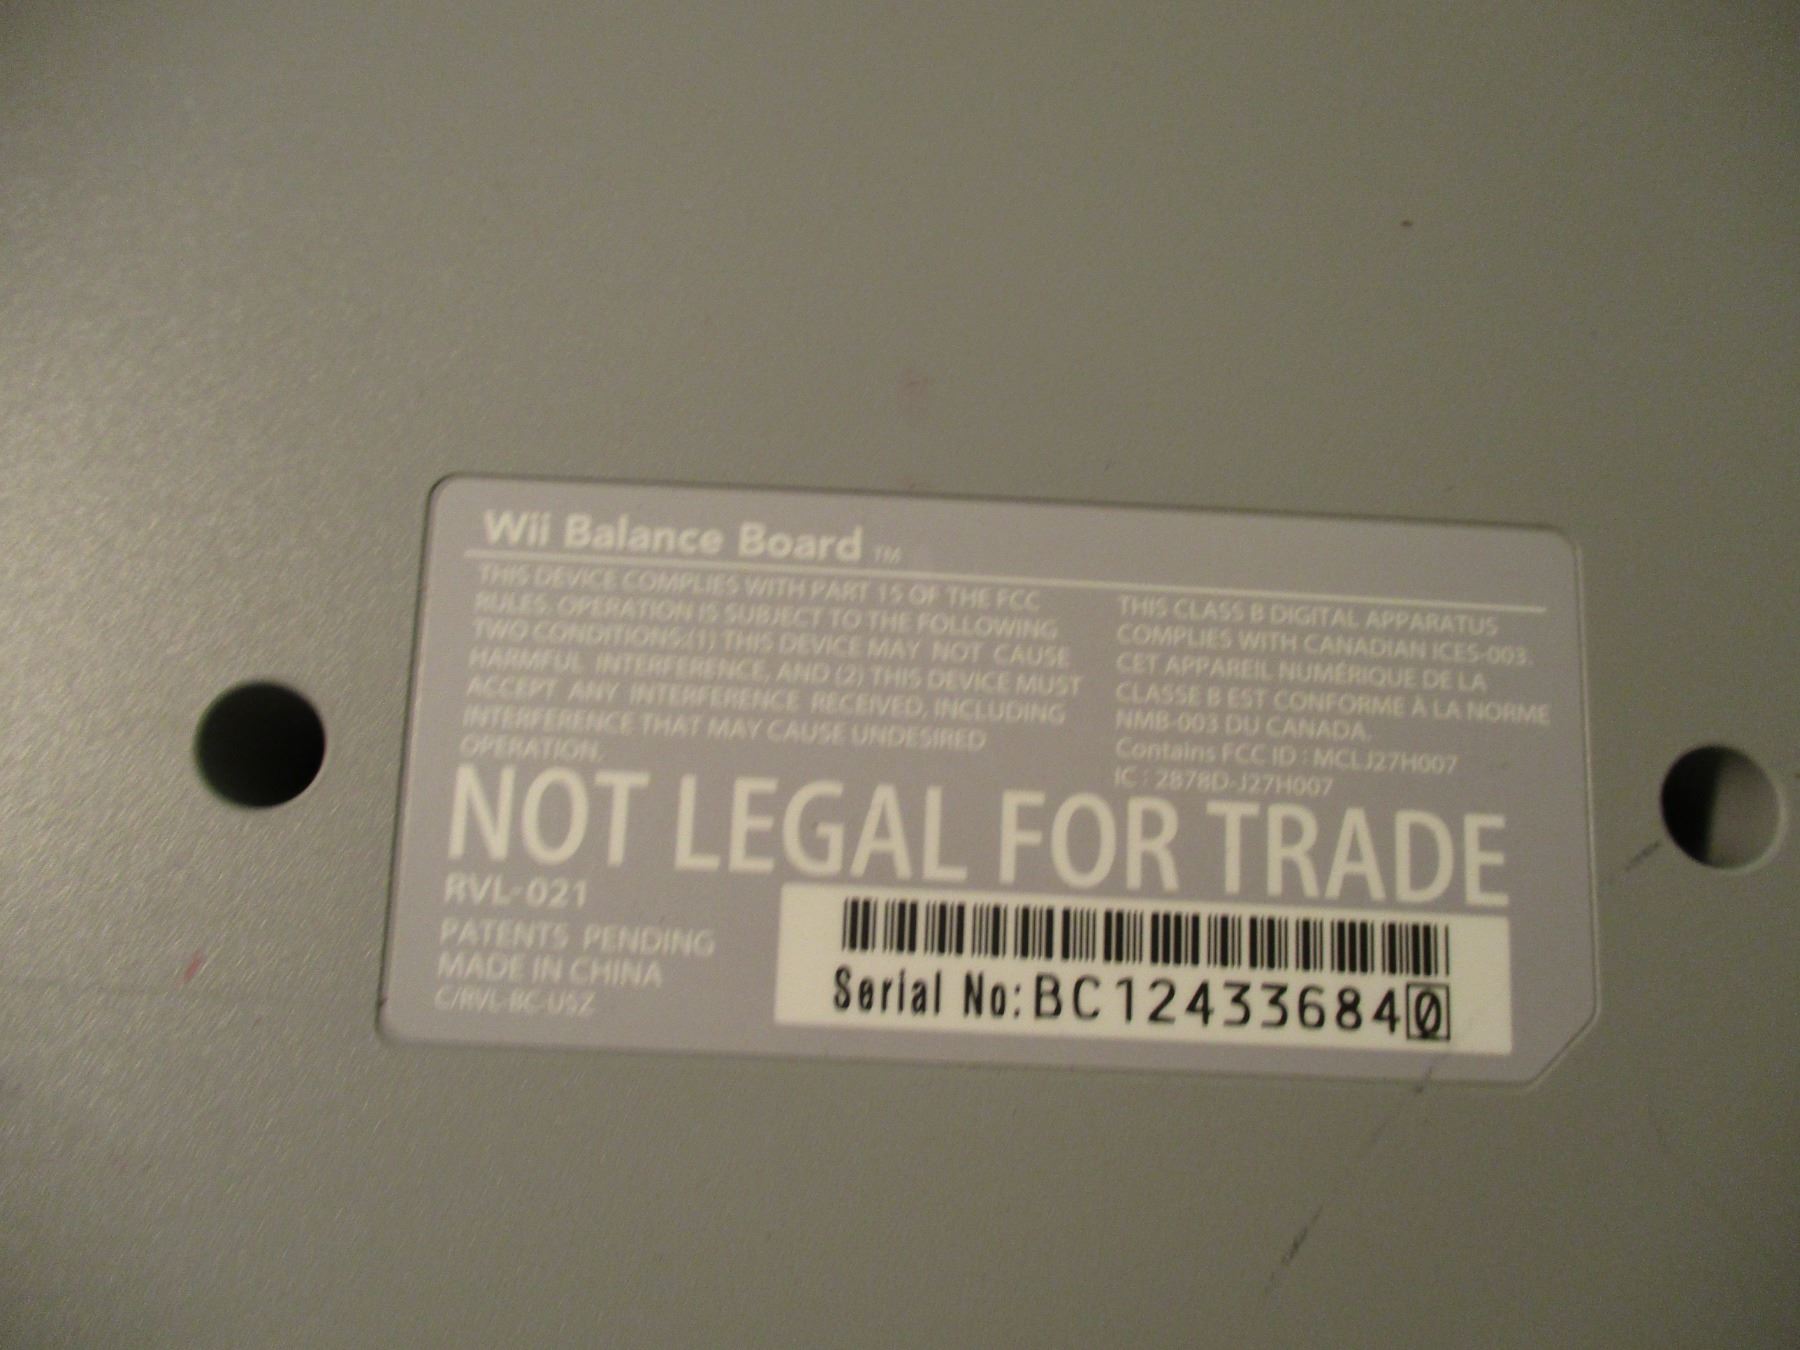 Wii Balance Board TM
THIS DEVICE COMPLIES WITH PART 15 OF THE FCC
RULES. OPERATION IS SUBJECT TO THE FOLLOWING
TWO CONDITIONS:(1) THIS DEVICE MAY NOT CAUSE
HARMFUL INTERFERENCE, AND (2) THIS DEVICE MUST
ACCEPT ANY INTERFERENCE RECEIVED, INCLUDING
INTERFERENCE THAT MAY CAUSE UNDESIRED
OPERATION.
THIS CLASS B DIGITAL APPARATUS
COMPLIES WITH CANADIAN ICES-003.
CET APPAREIL NUMÉRIQUE DE LA
CLASSE B EST CONFORME À LA NORME
NMB-003 DU CANADA.
Contains FCC ID : MCLJ27H007
IC : 2878D-J27H007
NOT LEGAL FOR TRADE
RVL-021
PATENTS PENDING
MADE IN CHINA
C/RVL-BC-USZ
Serial No: BC124336840